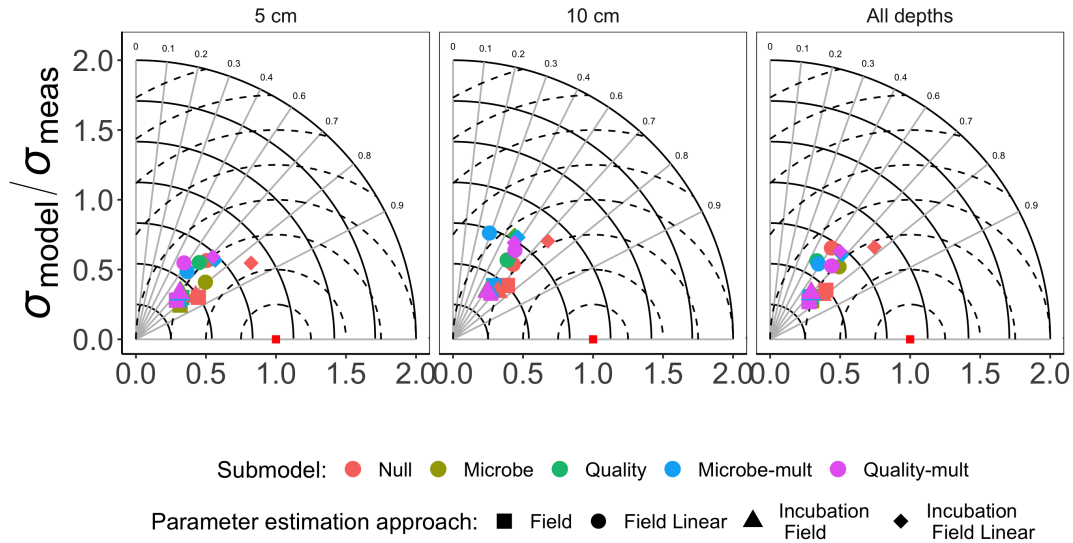 5 cm
10 cm
All depths
0 0.1 0.2 0.3 0.4 0.6 0.7 0.8 0.9
0 0.1 0.2 0.3 0.4 0.6 0.7 0.8 0.9
0 0.1 0.2 0.3 0.4 0.6 0.7 0.8 0.9
σmodel / σmeas
2.0
1.5
1.0
0.5
0.0
0.0 0.5 1.0 1.5 2.0
0.0 0.5 1.0 1.5 2.0
0.0 0.5 1.0 1.5 2.0
Submodel: Null Microbe Quality Microbe-mult Quality-mult
Parameter estimation approach: Field Field Linear Incubation Field Incubation Field Linear